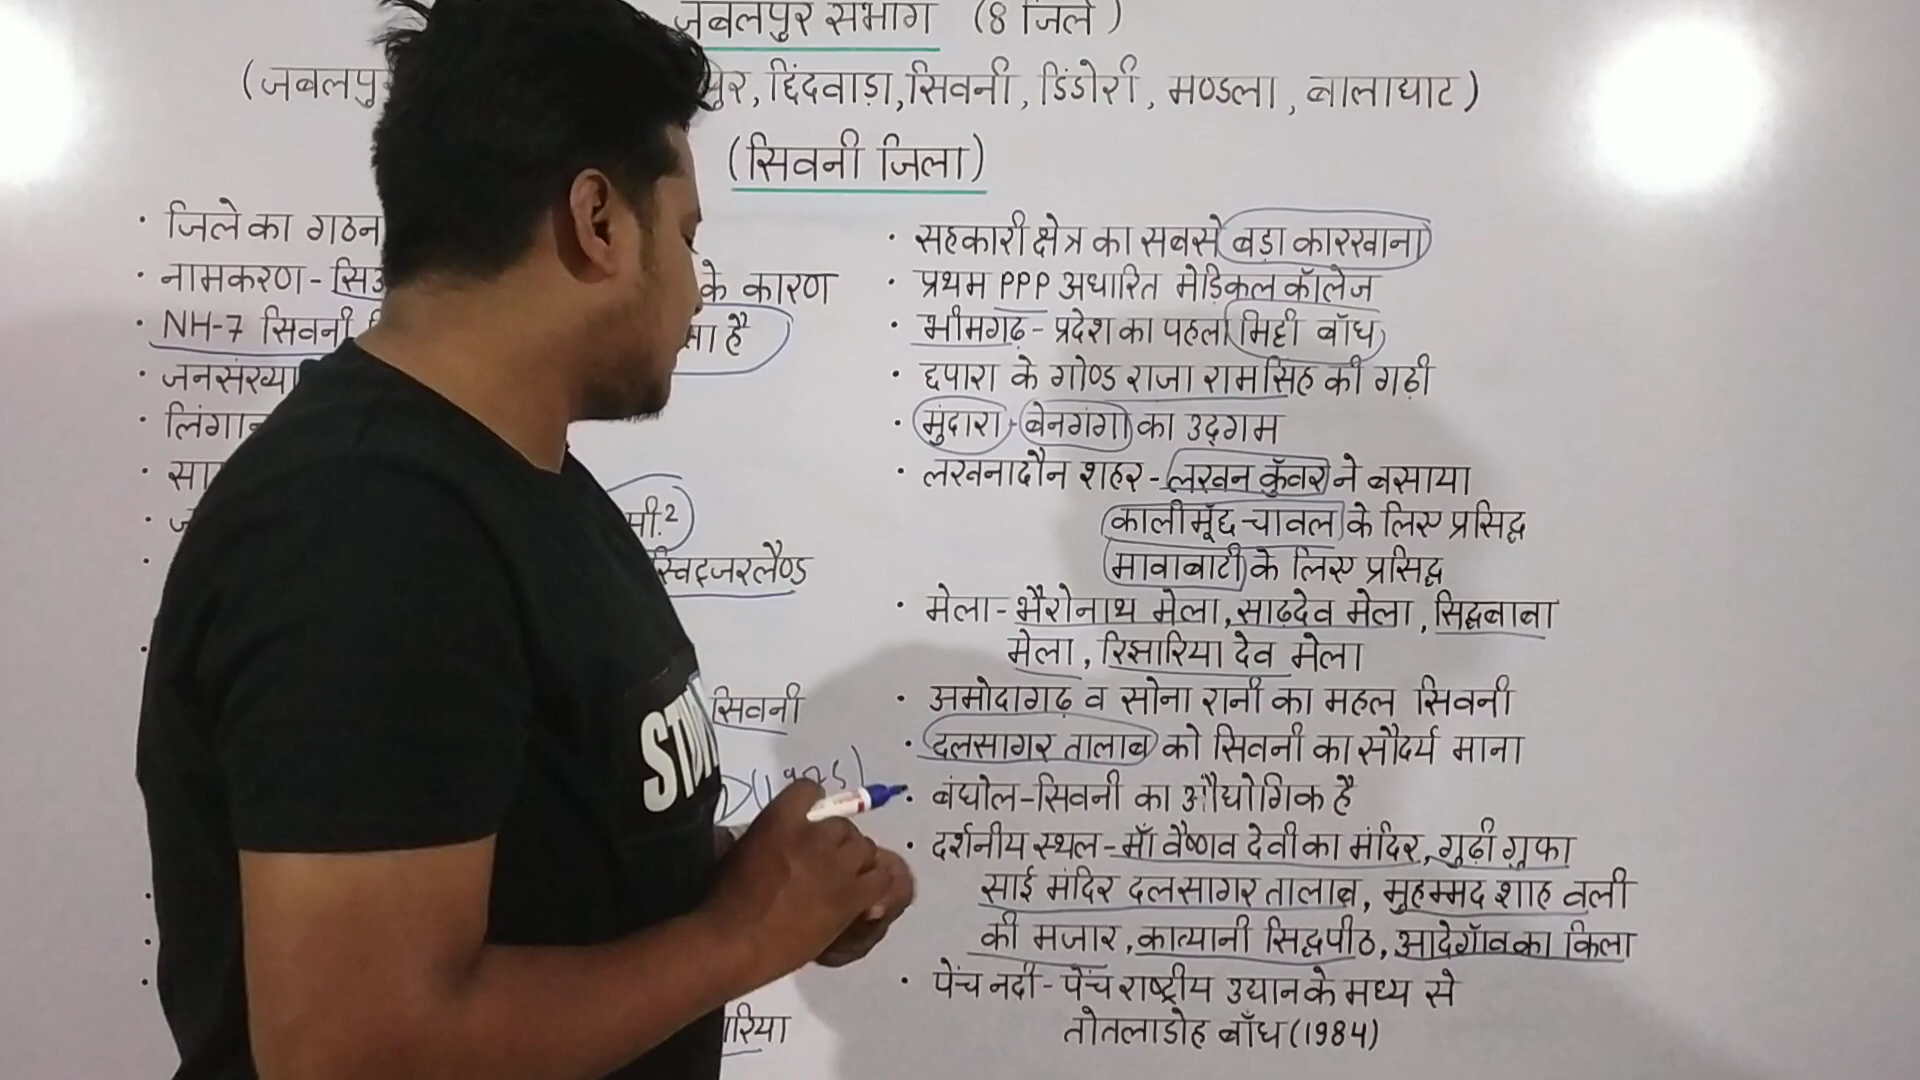 जबलपुर संभाग (8 जिले)
(जबलपु पुर, छिंदवाड़ा, सिवनी, डिंडोरी, मण्डला, बालाघाट)
(सिवनी जिला)
· जिले का गठन
· नामकरण - के कारण
· NH-7 सिवनी है
· जनसंख्या
·
·
· मी.²
· स्विट्जरलैण्ड
· सिवनी
·
·
·
· सहकारी क्षेत्र का सबसे बड़ा कारखाना
· प्रथम PPP अधारित मेडिकल कॉलेज
· भीमगढ़ - प्रदेश का पहला मिट्टी बाँध
· छपारा के गोण्ड राजा रामसिंह की गढ़ी
· मुंदारा - बेनगंगा का उद्गम
· लखनादौन शहर - लखन कुँवर ने बसाया
कालीमूँछ चावल के लिए प्रसिद्ध
मावाबाटी के लिए प्रसिद्ध
· मेला - भैरोनाथ मेला, साढ़देव मेला, सिद्धबाबा
मेला, रिझारिया देव मेला
· अमोदागढ़ व सोना रानी का महल सिवनी
· दलसागर तालाब को सिवनी का सौदर्य माना
· बंघोल - सिवनी का औद्योगिक है
· दर्शनीय स्थल - माँ वैष्णव देवी का मंदिर, गुढ़ी गुफा
साई मंदिर दलसागर तालाब, मुहम्मद शाह वली
की मजार, कात्यानी सिद्धपीठ, आदेगाँव का किला
· पेंच नदी - पेंच राष्ट्रीय उद्यान के मध्य से
तोतलाडोह बाँध (1984)